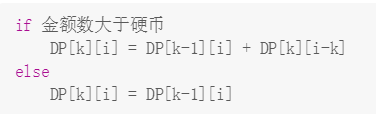 if 金额数大于硬币
    DP[k][i] = DP[k-1][i] + DP[k][i-k]
else
    DP[k][i] = DP[k-1][i]